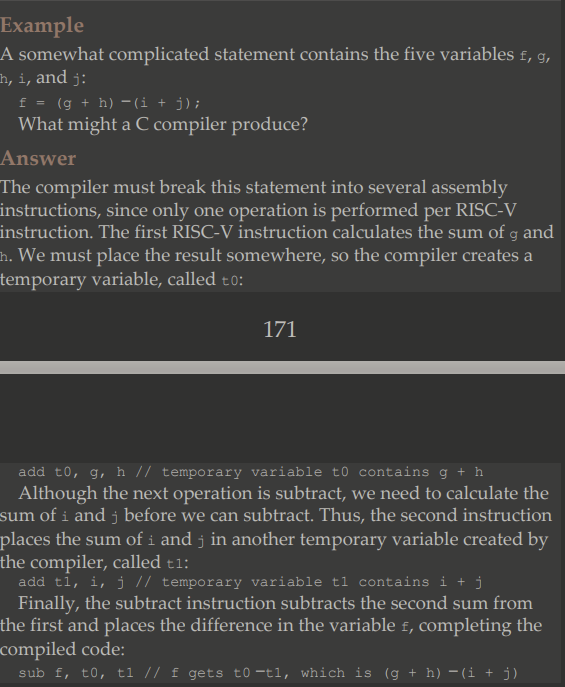 Example
A somewhat complicated statement contains the five variables f, g,
h, i, and j:
f = (g + h) −(i + j);
What might a C compiler produce?
Answer
The compiler must break this statement into several assembly
instructions, since only one operation is performed per RISC-V
instruction. The first RISC-V instruction calculates the sum of g and
h. We must place the result somewhere, so the compiler creates a
temporary variable, called t0:
171
add t0, g, h // temporary variable t0 contains g + h
Although the next operation is subtract, we need to calculate the
sum of i and j before we can subtract. Thus, the second instruction
places the sum of i and j in another temporary variable created by
the compiler, called t1:
add t1, i, j // temporary variable t1 contains i + j
Finally, the subtract instruction subtracts the second sum from
the first and places the difference in the variable f, completing the
compiled code:
sub f, t0, t1 // f gets t0 −t1, which is (g + h) −(i + j)